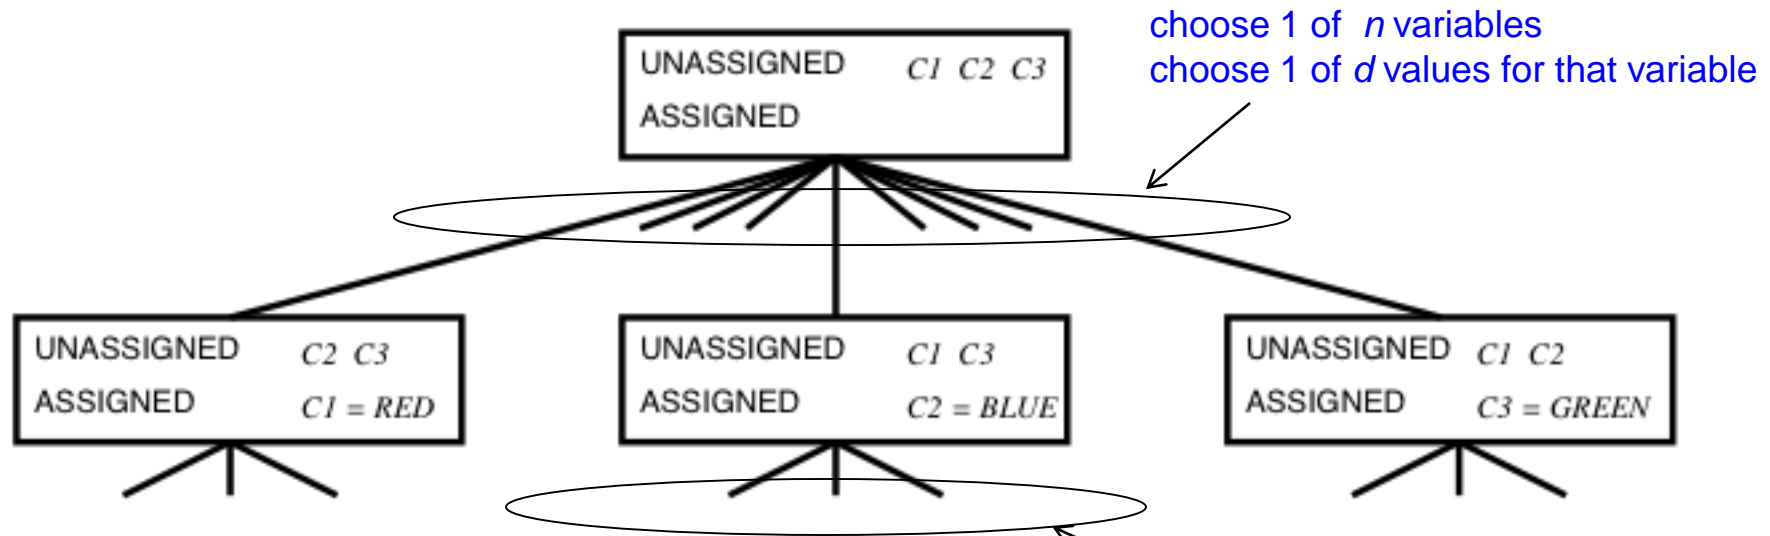 choose 1 of n variables
choose 1 of d values for that variable
UNASSIGNED C1 C2 C3
ASSIGNED
UNASSIGNED C2 C3
ASSIGNED C1 = RED
UNASSIGNED C1 C3
ASSIGNED C2 = BLUE
UNASSIGNED C1 C2
ASSIGNED C3 = GREEN